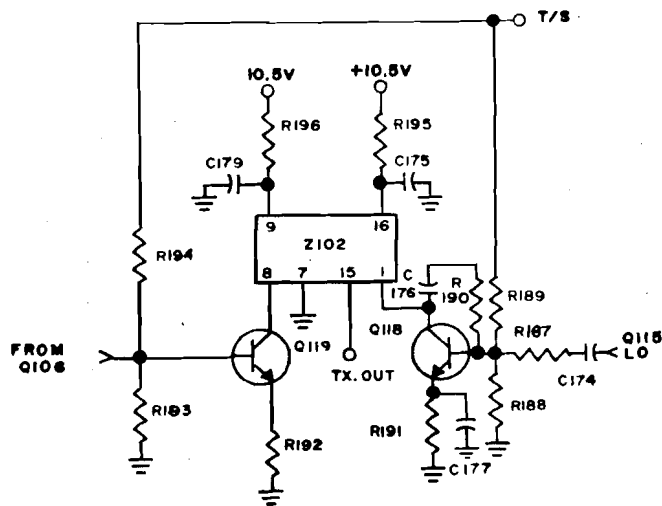 T/S
10.5V
+10.5V
R196
R195
C179
C175
9
16
Z102
R194
8
7
15
1
C
176
R
190
R189
Q119
Q118
R187
Q115
LO
FROM
Q106
TX.OUT
C174
R193
R192
R191
R188
C177